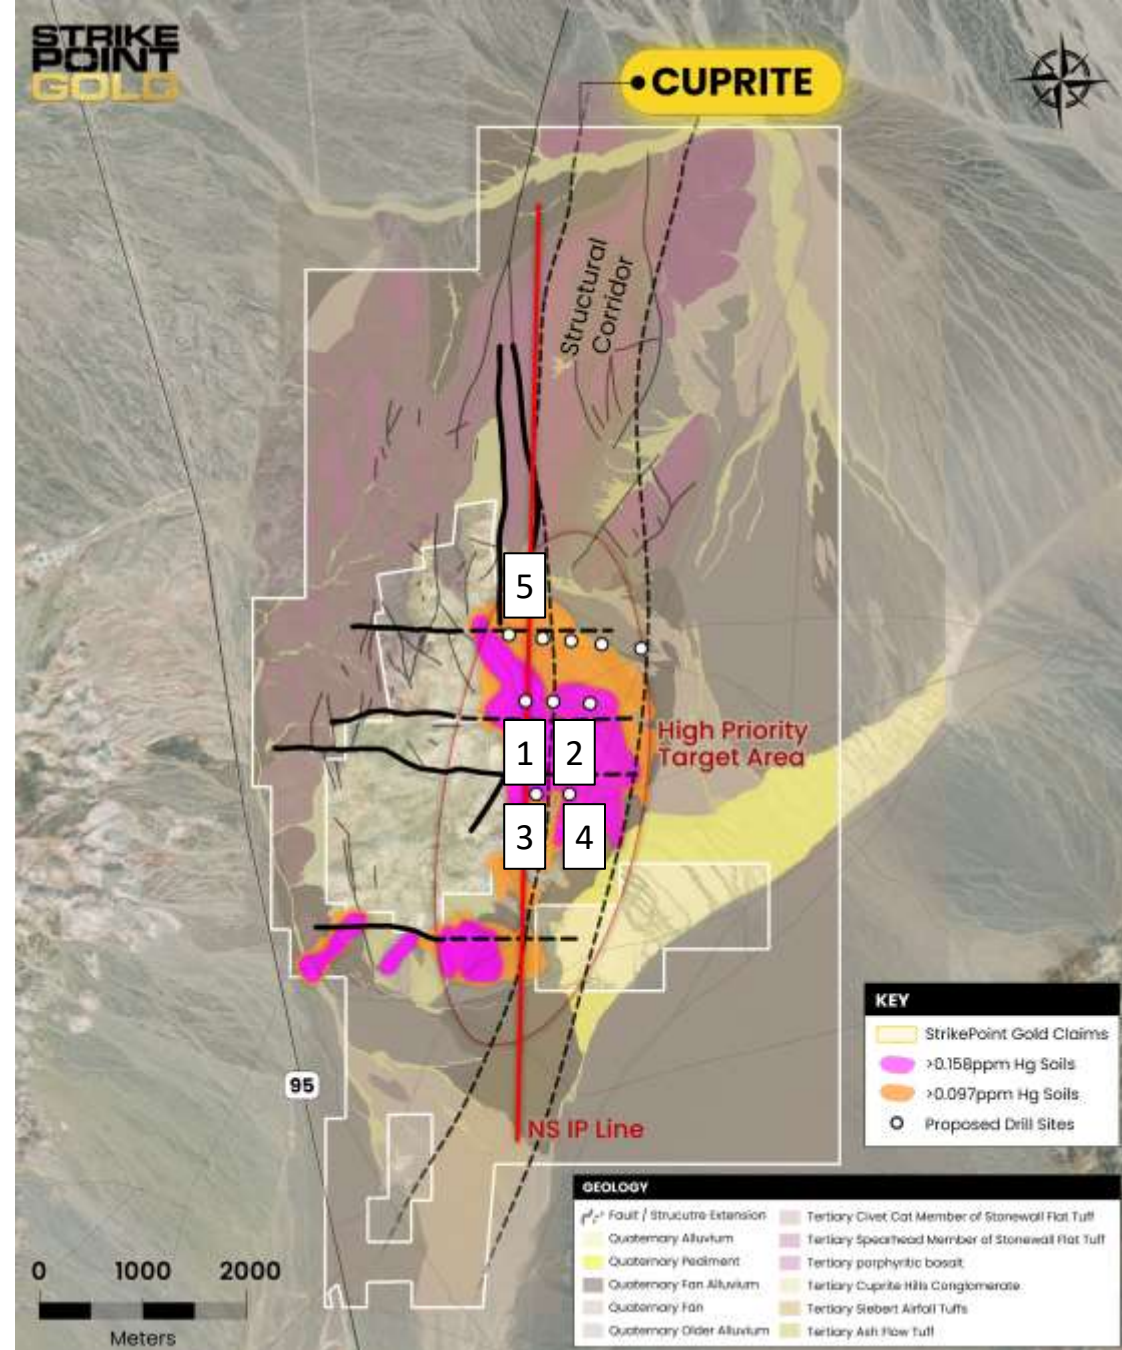 STRIKE
POINT
GOLD
CUPRITE
Structural
Corridor
5
1
2
High Priority
Target Area
3
4
95
NS IP Line
KEY
StrikePoint Gold Claims
>0.158ppm Hg Soils
>0.097ppm Hg Soils
Proposed Drill Sites
0 1000 2000
Meters
GEOLOGY
Fault / Strucutre Extension
Quaternary Alluvium
Quaternary Pediment
Quaternary Fan Alluvium
Quaternary Fan
Quaternary Older Alluvium
Tertiary Civet Cat Member of Stonewall Flat Tuff
Tertiary Spearhead Member of Stonewall Flat Tuff
Tertiary porphyritic basalt
Tertiary Cuprite Hills Conglomerate
Tertiary Siebert Airfall Tuffs
Tertiary Ash Flow Tuff